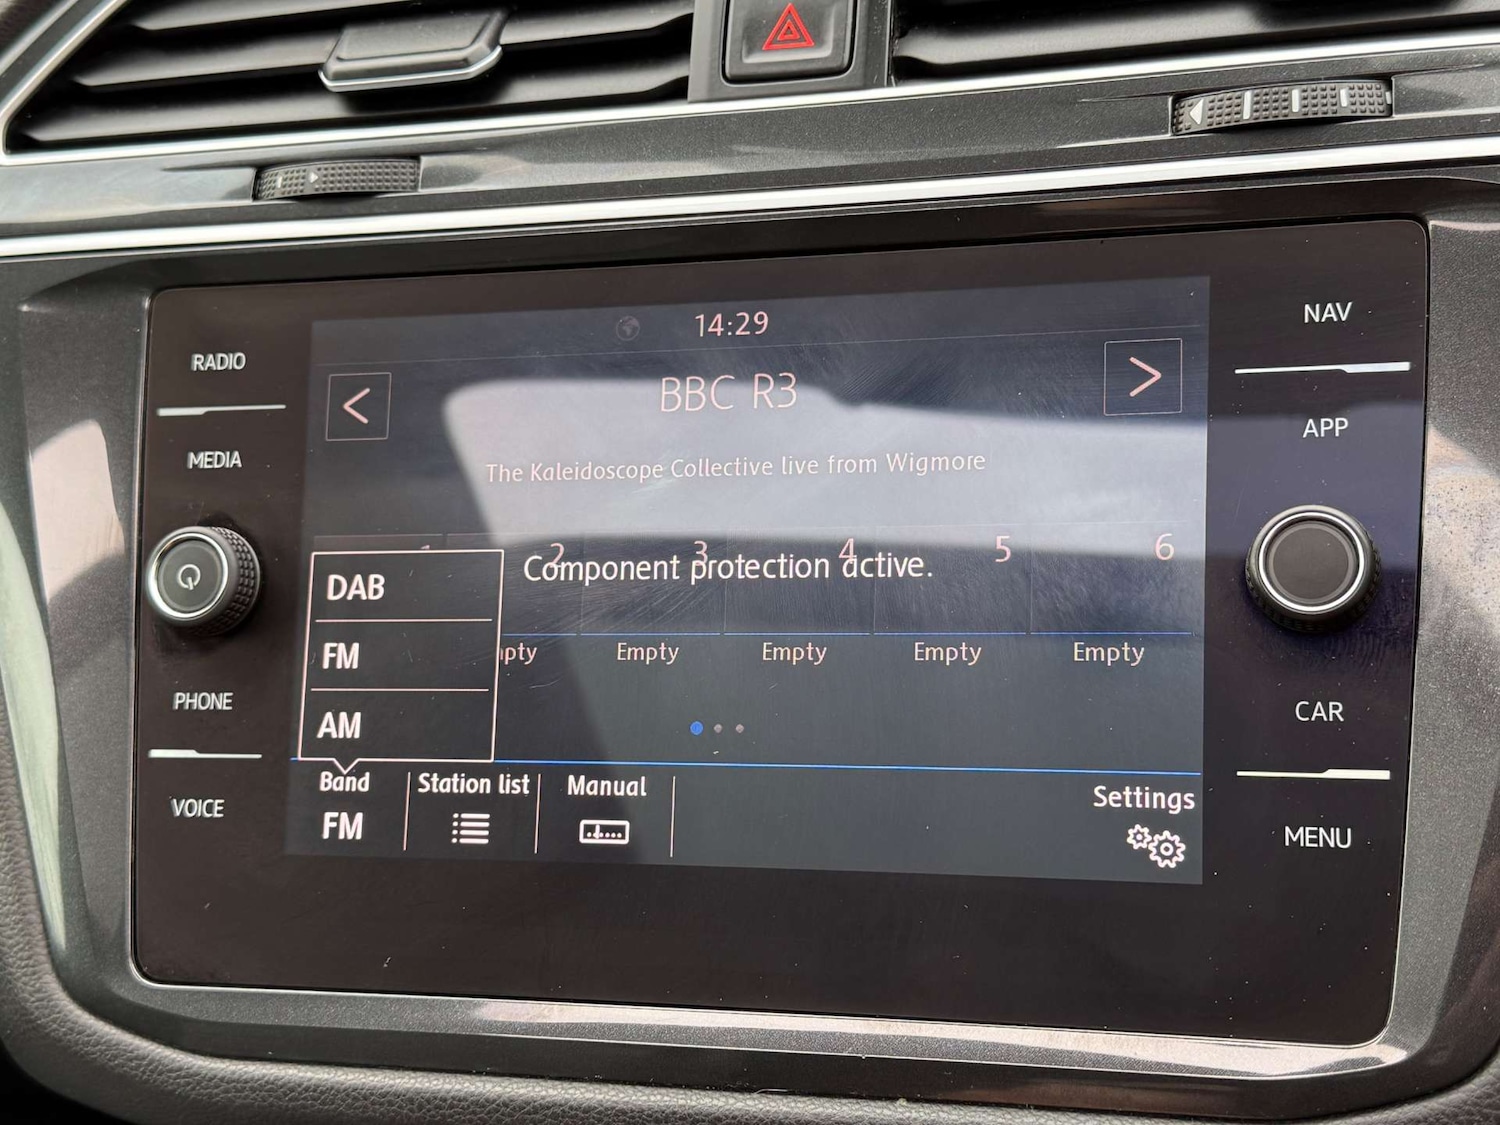 14:29
RADIO
NAV
BBC R3
MEDIA
APP
The Kaleidoscope Collective live from Wigmore
1 2 3 4 5 6
Component protection active.
DAB
FM
AM
Empty Empty Empty Empty
PHONE
CAR
VOICE
Band
FM
Station list
Manual
Settings
MENU